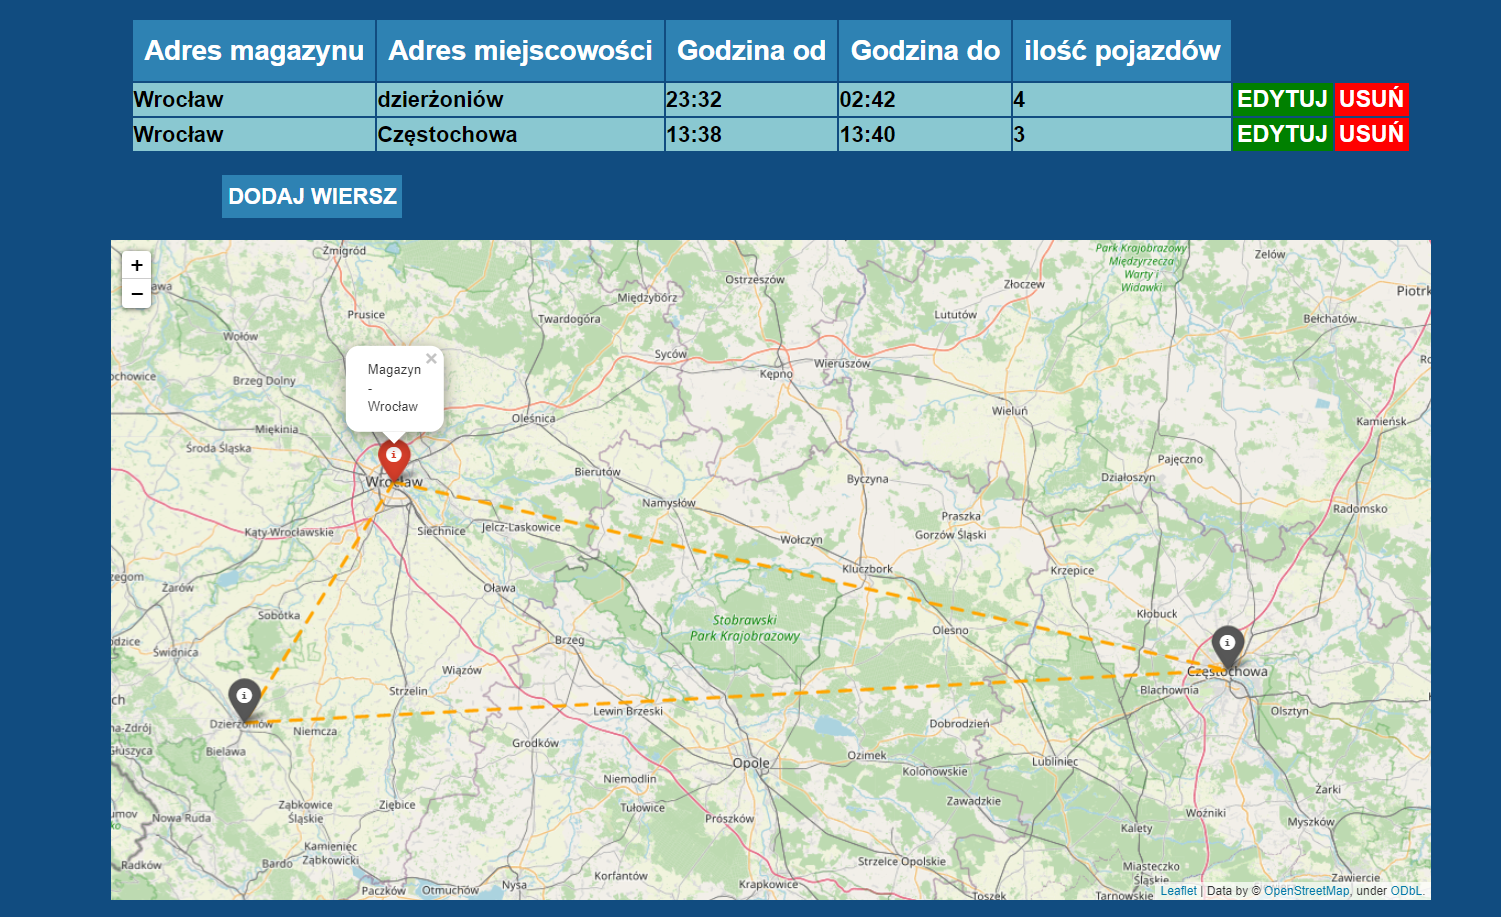 Adres magazynu Adres miejscowości Godzina od Godzina do ilość pojazdów
Wrocław dzierżoniów 23:32 02:42 4 EDYTUJ USUŃ
Wrocław Częstochowa 13:38 13:40 3 EDYTUJ USUŃ
DODAJ WIERSZ
+
−
Żmigród
Park Krajobrazowy
Międzyrzecza
Warty i
Widawki
Zelów
Ostrzeszów
Złoczew
Piotrk
Międzybórz
Prusice
Twardogóra
Lututów
Bełchatów
Wołów
Syców
Wieruszów
Kępno
Brzeg Dolny
×
Magazyn
-
Wrocław
Oleśnica
Wieluń
Kamieńsk
Miękinia
Środa Śląska
Pajęczno
Bierutów
Byczyna
Działoszyn
Wrocław
Namysłów
Radomsko
Praszka
Gorzów Śląski
Kąty Wrocławskie
Siechnice
Jelcz-Laskowice
Wołczyn
Kluczbork
Krzepice
Żarów
Oława
Sobótka
Kłobuck
Stobrawski
Park Krajobrazowy
Olesno
Brzeg
Świdnica
Wiązów
Częstochowa
Strzelin
Blachownia
Lewin Brzeski
Olsztyn
Dzierżoniów
Niemcza
Dobrodzień
Grodków
Bielawa
Ozimek
Opole
Lubliniec
Kolonowskie
Niemodlin
Żarki
Ząbkowice
Śląskie
Ziębice
Tułowice
Zawadzkie
Nowa Ruda
Prószków
Woźniki
Myszków
Kalety
Kamieniec
Ząbkowicki
Radków
Bardo
Strzelce Opolskie
Miasteczko
Śląskie
Korfantów
Paczków
Otmuchów
Nysa
Krapkowice
Toszek
Tarnowskie
Zawiercie
Leaflet | Data by © OpenStreetMap, under ODbL.